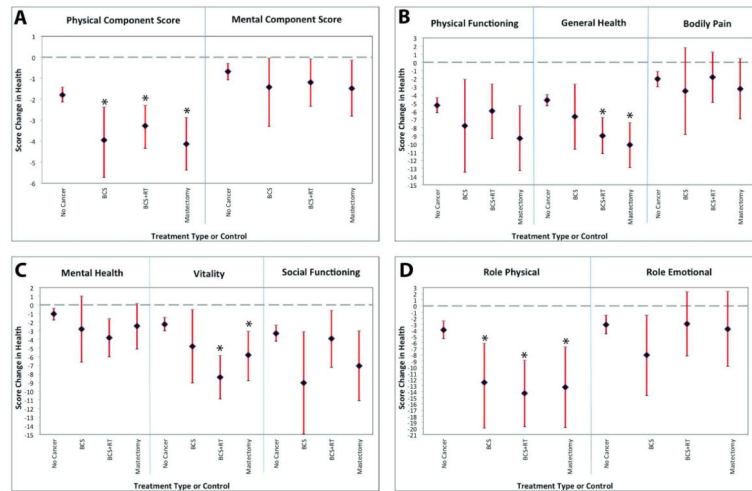 A
Physical Component Score
Mental Component Score
Score Change in Health
1
0
-1
-2
-3
-4
-5
-6
No Cancer
BCS
BCS+RT
Mastectomy
No Cancer
BCS
BCS+RT
Mastectomy
* * *
Treatment Type or Control
B
Physical Functioning
General Health
Bodily Pain
Score Change in Health
3
2
1
0
-1
-2
-3
-4
-5
-6
-7
-8
-9
-10
-11
-12
-13
-14
-15
No Cancer
BCS
BCS+RT
Mastectomy
No Cancer
BCS
BCS+RT
Mastectomy
No Cancer
BCS
BCS+RT
Mastectomy
* *
Treatment Type or Control
C
Mental Health
Vitality
Social Functioning
Score Change in Health
2
1
0
-1
-2
-3
-4
-5
-6
-7
-8
-9
-10
-11
-12
-13
-14
-15
No Cancer
BCS
BCS+RT
Mastectomy
No Cancer
BCS
BCS+RT
Mastectomy
No Cancer
BCS
BCS+RT
Mastectomy
* *
Treatment Type or Control
D
Role Physical
Role Emotional
Score Change in Health
4
3
2
1
0
-1
-2
-3
-4
-5
-6
-7
-8
-9
-10
-11
-12
-13
-14
-15
-16
-17
-18
-19
-20
-21
No Cancer
BCS
BCS+RT
Mastectomy
No Cancer
BCS
BCS+RT
Mastectomy
* * *
Treatment Type or Control